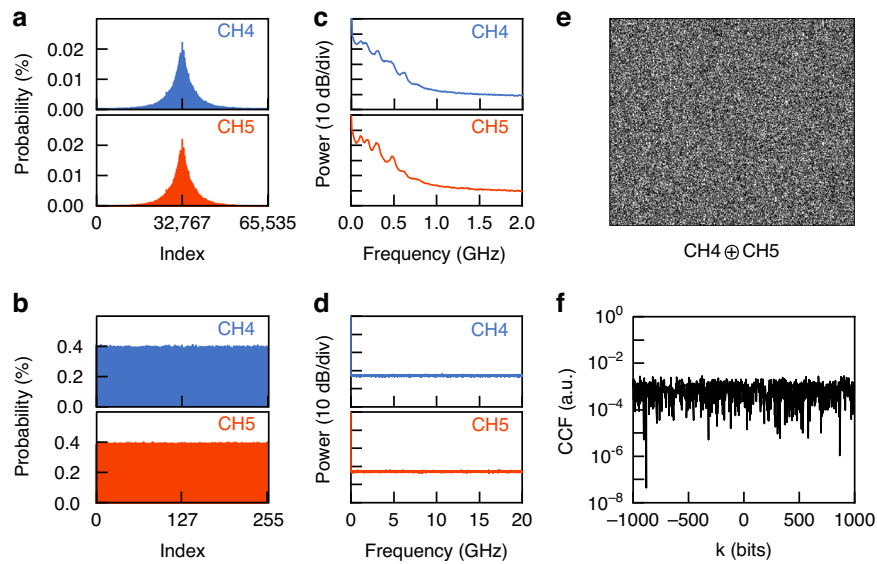 a
CH4
Probability (%)
0.02
0.01
0.00
CH5
Probability (%)
0.02
0.01
0.00
0
32,767
65,535
Index
b
CH4
Probability (%)
0.4
0.2
0.0
CH5
Probability (%)
0.4
0.2
0.0
0
127
255
Index
c
CH4
Power (10 dB/div)
CH5
0.0
0.5
1.0
1.5
2.0
Frequency (GHz)
d
CH4
Power (10 dB/div)
CH5
0
5
10
15
20
Frequency (GHz)
e
CH4⊕CH5
f
CCF (a.u.)
10⁰
10⁻²
10⁻⁴
10⁻⁶
10⁻⁸
−1000
−500
0
500
1000
k (bits)